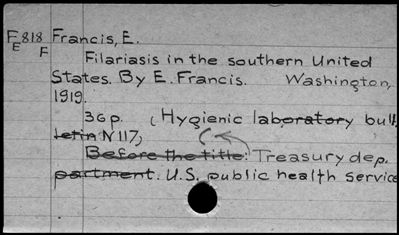 F818 Francis, E.
E F
Filariasis in the southern United
States. By E. Francis. Washington,
1919.
36p. (Hygienic laboratory bul
letin N 117)
(Before the title: Treasury dep.
partment. U.S. public health service